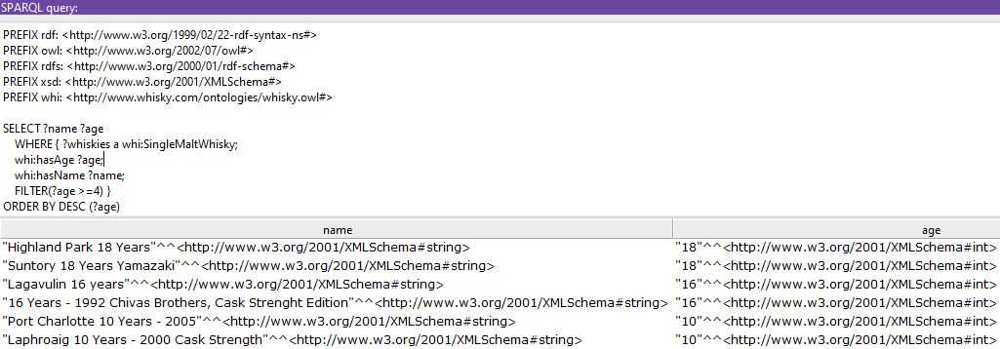 SPARQL query:
PREFIX rdf: <http://www.w3.org/1999/02/22-rdf-syntax-ns#>
PREFIX owl: <http://www.w3.org/2002/07/owl#>
PREFIX rdfs: <http://www.w3.org/2000/01/rdf-schema#>
PREFIX xsd: <http://www.w3.org/2001/XMLSchema#>
PREFIX whi: <http://www.whisky.com/ontologies/whisky.owl#>
SELECT ?name ?age
WHERE { ?whiskies a whi:SingleMaltWhisky;
whi:hasAge ?age;
whi:hasName ?name;
FILTER(?age >=4) }
ORDER BY DESC (?age)
name age
"Highland Park 18 Years"^^<http://www.w3.org/2001/XMLSchema#string> "18"^^<http://www.w3.org/2001/XMLSchema#int>
"Suntory 18 Years Yamazaki"^^<http://www.w3.org/2001/XMLSchema#string> "18"^^<http://www.w3.org/2001/XMLSchema#int>
"Lagavulin 16 years"^^<http://www.w3.org/2001/XMLSchema#string> "16"^^<http://www.w3.org/2001/XMLSchema#int>
"16 Years - 1992 Chivas Brothers, Cask Strenght Edition"^^<http://www.w3.org/2001/XMLSchema#string> "16"^^<http://www.w3.org/2001/XMLSchema#int>
"Port Charlotte 10 Years - 2005"^^<http://www.w3.org/2001/XMLSchema#string> "10"^^<http://www.w3.org/2001/XMLSchema#int>
"Laphroaig 10 Years - 2000 Cask Strength"^^<http://www.w3.org/2001/XMLSchema#string> "10"^^<http://www.w3.org/2001/XMLSchema#int>